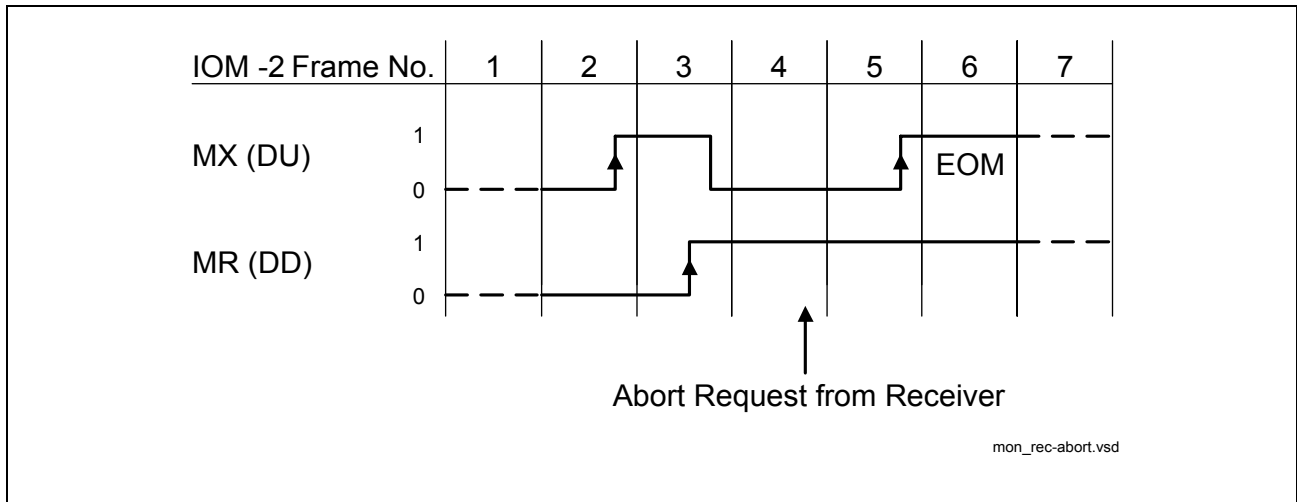 IOM -2 Frame No. 1 2 3 4 5 6 7
1
MX (DU)
EOM
0
1
MR (DD)
0
Abort Request from Receiver
mon_rec-abort.vsd